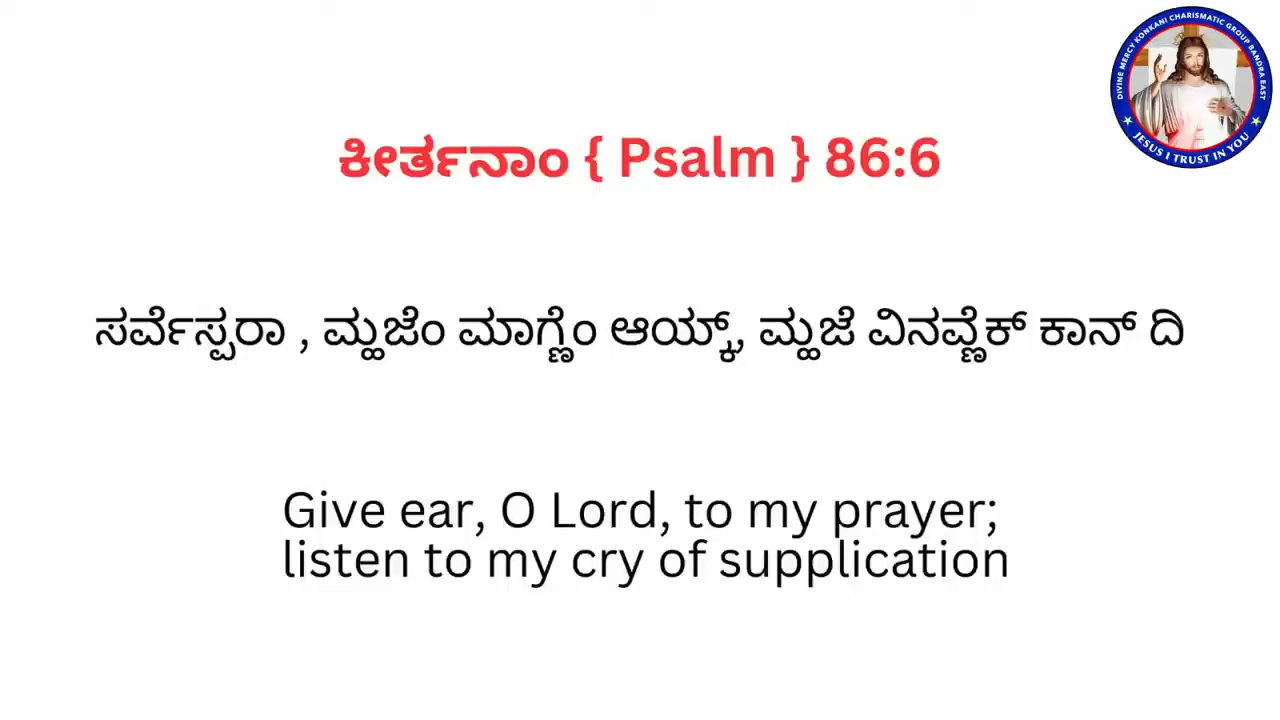 DIVINE MERCY KONKANI CHARISMATIC GROUP BANDRA EAST
JESUS I TRUST IN YOU
ಕೀರ್ತನಾಂ { Psalm } 86:6
ಸರ್ವೆಸ್ಪರಾ , ಮ್ಹಜೆಂ ಮಾಗ್ಣೆಂ ಆಯ್ಕ್, ಮ್ಹಜೆ ವಿನವ್ಣೆಕ್ ಕಾನ್ ದಿ
Give ear, O Lord, to my prayer;
listen to my cry of supplication